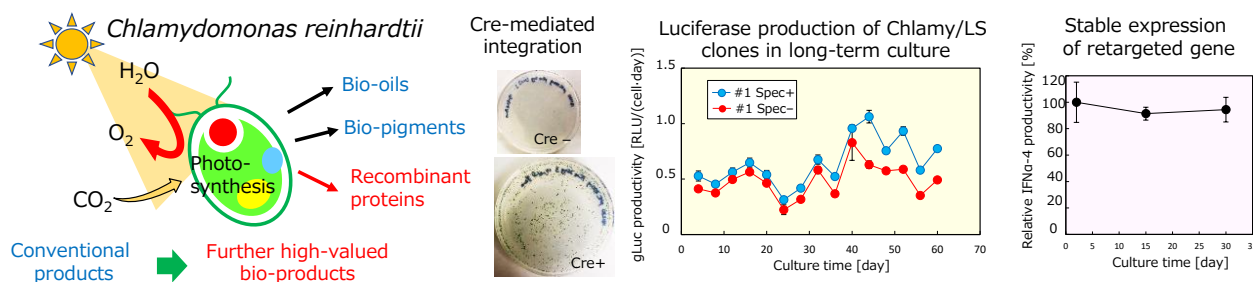 Chlamydomonas reinhardtii
H₂O
O₂
CO₂
Photo-
synthesis
Bio-oils
Bio-pigments
Recombinant
proteins
Conventional
products
Further high-valued
bio-products
Cre-mediated
integration
Cre −
Cre+
Luciferase production of Chlamy/LS
clones in long-term culture
gLuc productivity [RLU/(cell·day)]
1.5
1.0
0.5
0
#1 Spec+
#1 Spec−
0 10 20 30 40 50 60 70
Culture time [day]
Stable expression
of retargeted gene
Relative IFNα-4 productivity [%]
120
100
80
60
40
20
0
0 5 10 15 20 25 30
Culture time [day]